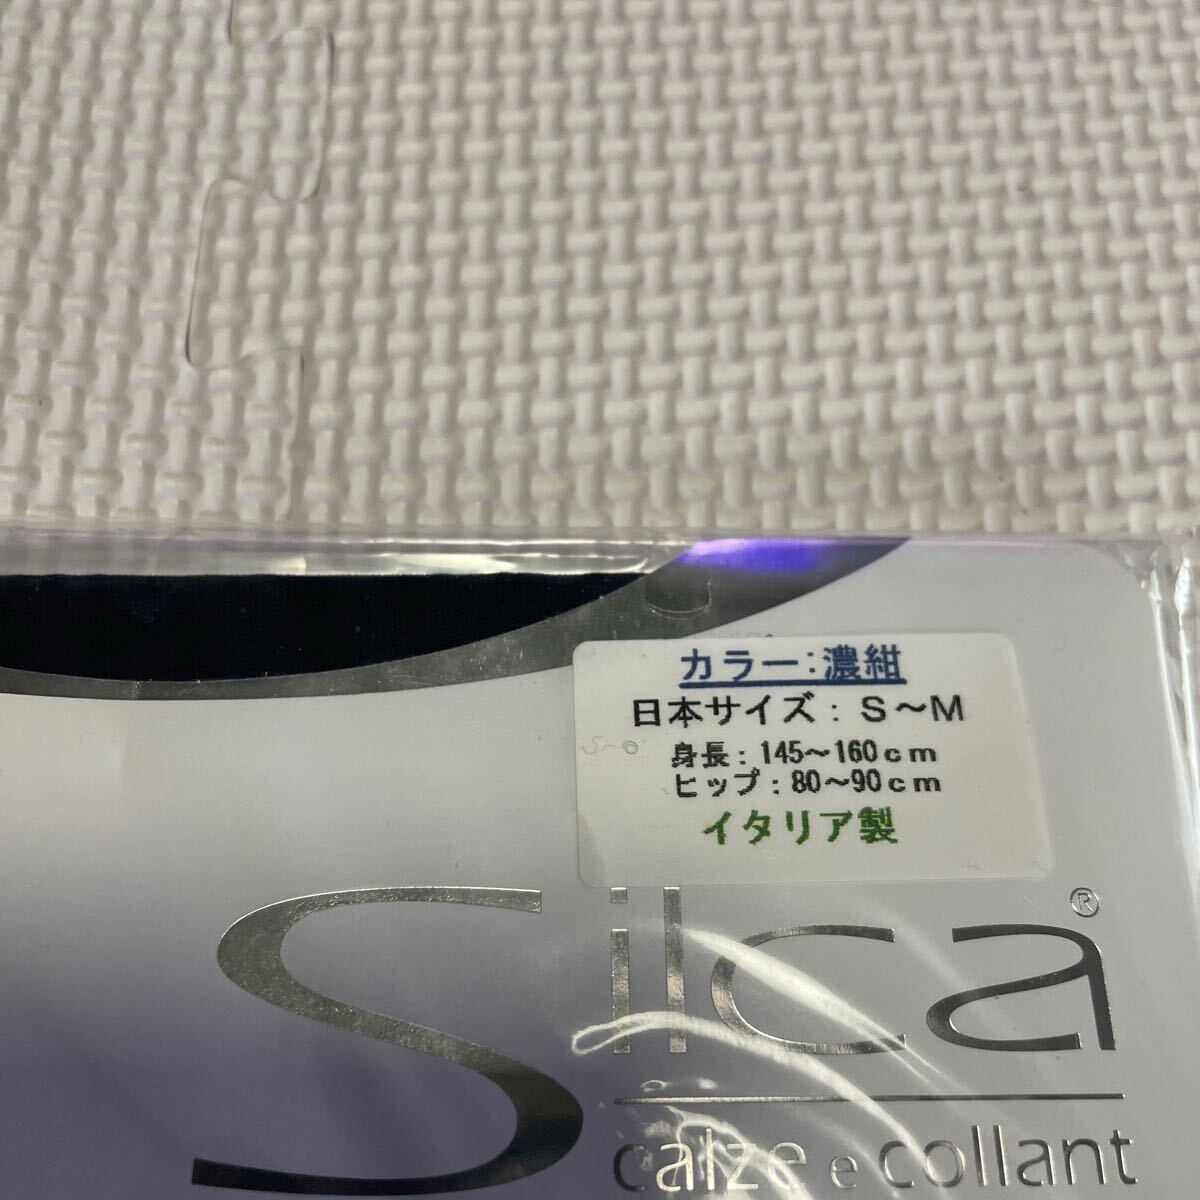 カラー：濃紺
日本サイズ：S～M
身長：145～160cm
ヒップ：80～90cm
イタリア製
Silca®
calze e collant